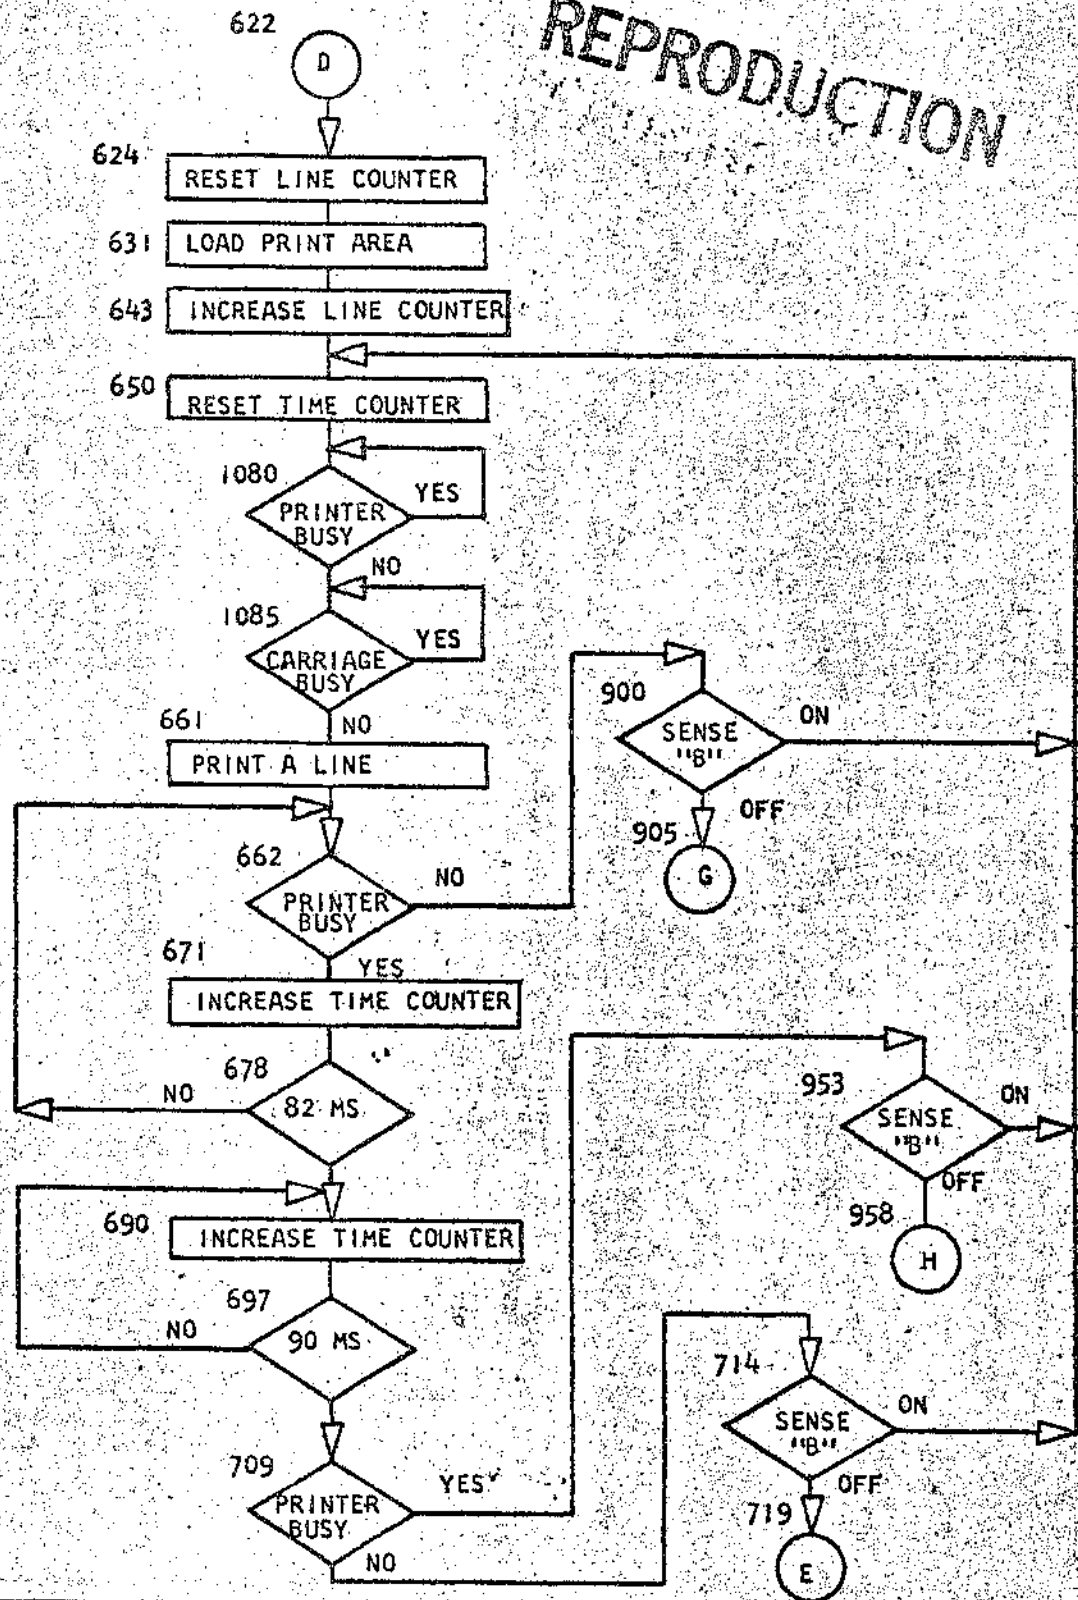 622
D
REPRODUCTION
624
RESET LINE COUNTER
631
LOAD PRINT AREA
643
INCREASE LINE COUNTER
650
RESET TIME COUNTER
1080
PRINTER
BUSY
YES
NO
1085
CARRIAGE
BUSY
YES
NO
661
PRINT A LINE
900
SENSE
"B"
ON
OFF
905
G
662
PRINTER
BUSY
NO
YES
671
INCREASE TIME COUNTER
678
82 MS
NO
953
SENSE
"B"
ON
OFF
958
H
690
INCREASE TIME COUNTER
697
90 MS
NO
714
SENSE
"B"
ON
OFF
719
E
709
PRINTER
BUSY
YES
NO